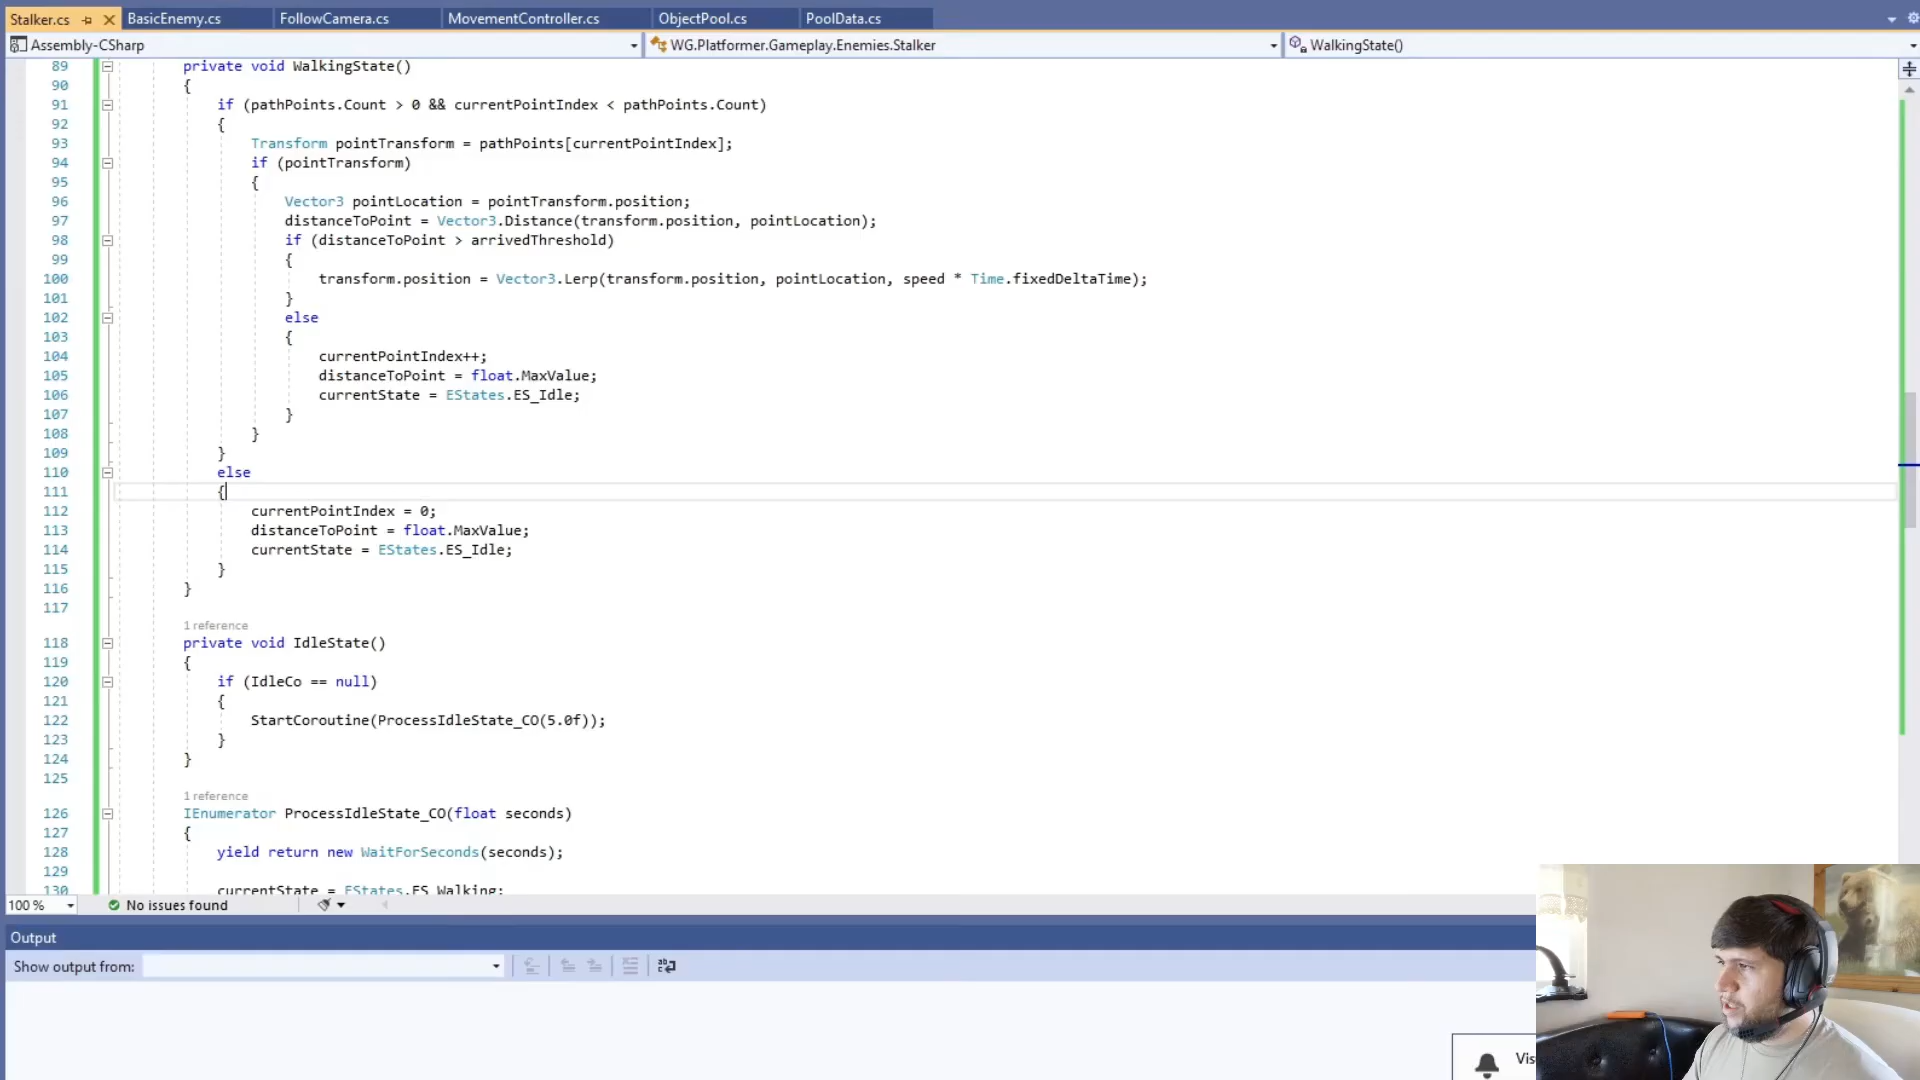 Stalker.cs
BasicEnemy.cs
FollowCamera.cs
MovementController.cs
ObjectPool.cs
PoolData.cs
Assembly-CSharp
WG.Platformer.Gameplay.Enemies.Stalker
WalkingState()
89 private void WalkingState()
90 {
91 if (pathPoints.Count > 0 && currentPointIndex < pathPoints.Count)
92 {
93 Transform pointTransform = pathPoints[currentPointIndex];
94 if (pointTransform)
95 {
96 Vector3 pointLocation = pointTransform.position;
97 distanceToPoint = Vector3.Distance(transform.position, pointLocation);
98 if (distanceToPoint > arrivedThreshold)
99 {
100 transform.position = Vector3.Lerp(transform.position, pointLocation, speed * Time.fixedDeltaTime);
101 }
102 else
103 {
104 currentPointIndex++;
105 distanceToPoint = float.MaxValue;
106 currentState = EStates.ES_Idle;
107 }
108 }
109 }
110 else
111 {
112 currentPointIndex = 0;
113 distanceToPoint = float.MaxValue;
114 currentState = EStates.ES_Idle;
115 }
116 }
117
1 reference
118 private void IdleState()
119 {
120 if (IdleCo == null)
121 {
122 StartCoroutine(ProcessIdleState_CO(5.0f));
123 }
124 }
125
1 reference
126 IEnumerator ProcessIdleState_CO(float seconds)
127 {
128 yield return new WaitForSeconds(seconds);
129
130 currentState = EStates.ES_Walking;
100 %
No issues found
Output
Show output from:
Vis